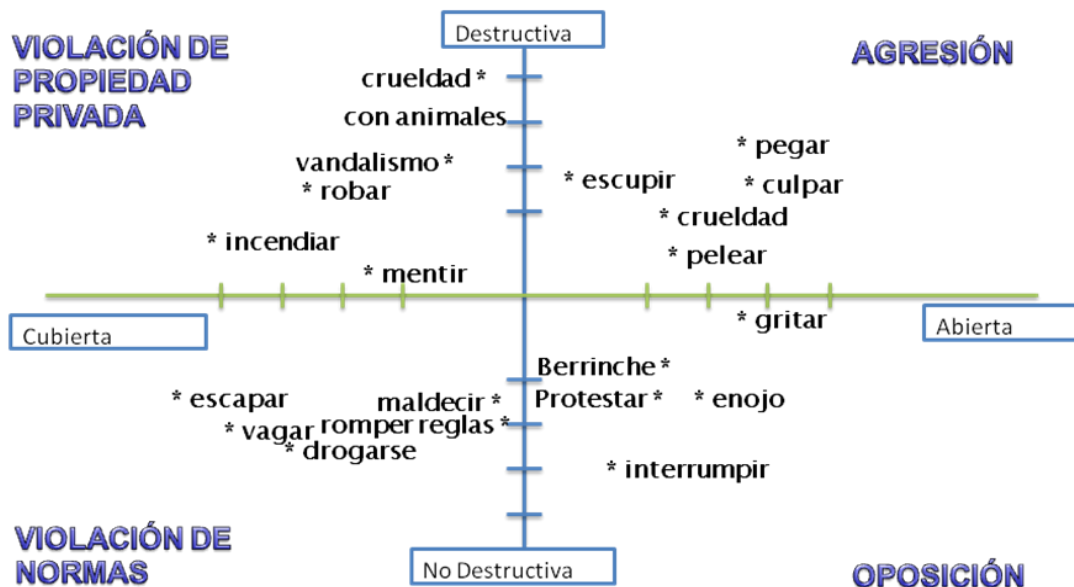 Destructiva
VIOLACIÓN DE
PROPIEDAD
PRIVADA
AGRESIÓN
crueldad *
con animales
vandalismo *
* robar
* incendiar
* mentir
* pegar
* escupir
* culpar
* crueldad
* pelear
Cubierta
Abierta
* gritar
Berrinche *
Protestar *
* enojo
* interrumpir
* escapar
maldecir *
* vagar
romper reglas *
* drogarse
VIOLACIÓN DE
NORMAS
No Destructiva
OPOSICIÓN